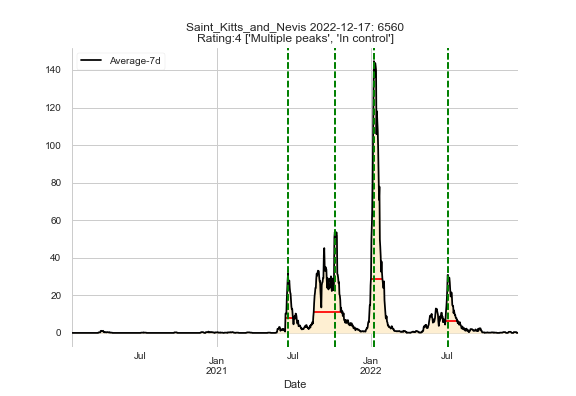 Saint_Kitts_and_Nevis 2022-12-17: 6560
Rating:4 ['Multiple peaks', 'In control']
Average-7d
140
120
100
80
60
40
20
0
Jul
Jan
2021
Jul
Jan
2022
Jul
Date